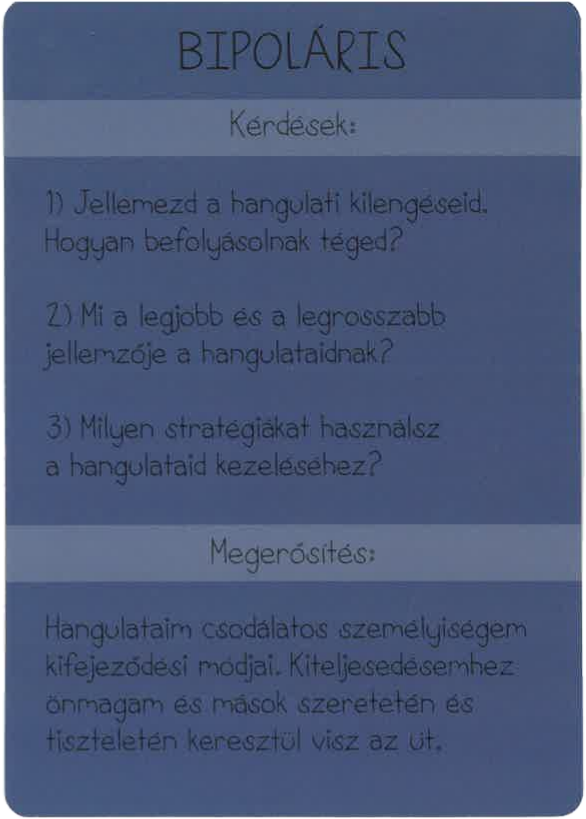 BIPOLÁRIS
Kérdések:
1) Jellemezd a hangulati kilengéseid.
Hogyan befolyásolnak téged?
2) Mi a legjobb és a legrosszabb
jellemzője a hangulataidnak?
3) Milyen stratégiákat használsz
a hangulataid kezeléséhez?
Megerősítés:
Hangulataim csodálatos személyiségem
kifejeződési módjai. Kiteljesedésemhez
önmagam és mások szeretetén és
tiszteletén keresztül visz az út.